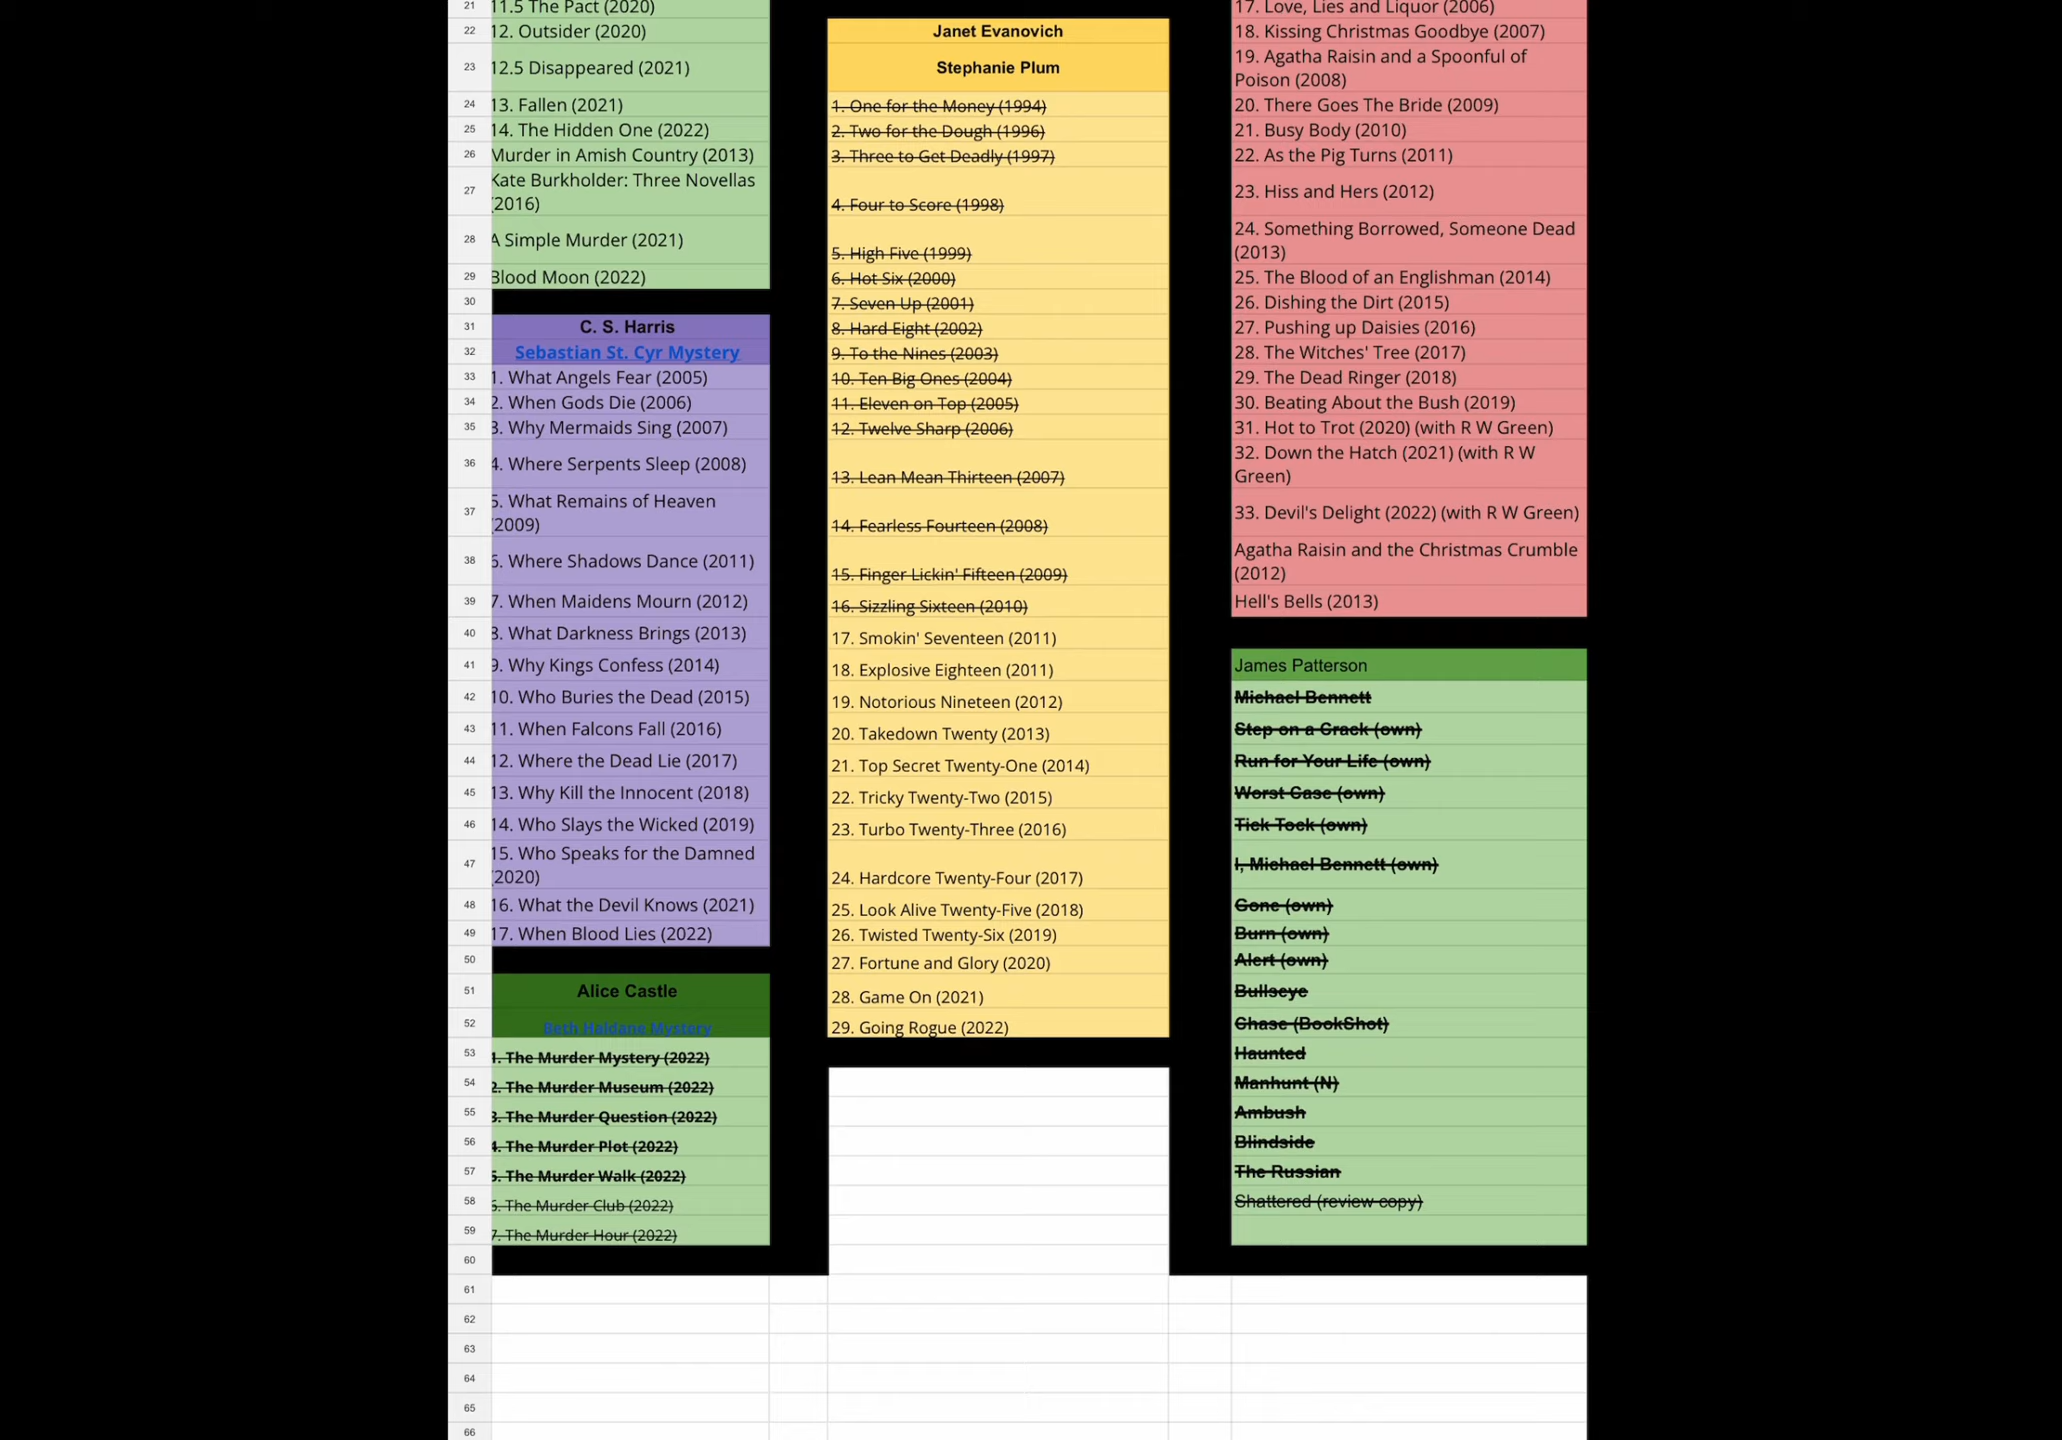 21
11.5 The Pact (2020)
22
12. Outsider (2020)
23
12.5 Disappeared (2021)
24
13. Fallen (2021)
25
14. The Hidden One (2022)
26
Murder in Amish Country (2013)
27
Kate Burkholder: Three Novellas
(2016)
28
A Simple Murder (2021)
29
Blood Moon (2022)
30
31
C. S. Harris
32
Sebastian St. Cyr Mystery
33
1. What Angels Fear (2005)
34
2. When Gods Die (2006)
35
3. Why Mermaids Sing (2007)
36
4. Where Serpents Sleep (2008)
37
5. What Remains of Heaven
(2009)
38
6. Where Shadows Dance (2011)
39
7. When Maidens Mourn (2012)
40
8. What Darkness Brings (2013)
41
9. Why Kings Confess (2014)
42
10. Who Buries the Dead (2015)
43
11. When Falcons Fall (2016)
44
12. Where the Dead Lie (2017)
45
13. Why Kill the Innocent (2018)
46
14. Who Slays the Wicked (2019)
47
15. Who Speaks for the Damned
(2020)
48
16. What the Devil Knows (2021)
49
17. When Blood Lies (2022)
50
51
Alice Castle
52
Beth Haldane Mystery
53
1. The Murder Mystery (2022)
54
2. The Murder Museum (2022)
55
3. The Murder Question (2022)
56
4. The Murder Plot (2022)
57
5. The Murder Walk (2022)
58
6. The Murder Club (2022)
59
7. The Murder Hour (2022)
60
61
62
63
64
65
66
Janet Evanovich
Stephanie Plum
1. One for the Money (1994)
2. Two for the Dough (1996)
3. Three to Get Deadly (1997)
4. Four to Score (1998)
5. High Five (1999)
6. Hot Six (2000)
7. Seven Up (2001)
8. Hard Eight (2002)
9. To the Nines (2003)
10. Ten Big Ones (2004)
11. Eleven on Top (2005)
12. Twelve Sharp (2006)
13. Lean Mean Thirteen (2007)
14. Fearless Fourteen (2008)
15. Finger Lickin' Fifteen (2009)
16. Sizzling Sixteen (2010)
17. Smokin' Seventeen (2011)
18. Explosive Eighteen (2011)
19. Notorious Nineteen (2012)
20. Takedown Twenty (2013)
21. Top Secret Twenty-One (2014)
22. Tricky Twenty-Two (2015)
23. Turbo Twenty-Three (2016)
24. Hardcore Twenty-Four (2017)
25. Look Alive Twenty-Five (2018)
26. Twisted Twenty-Six (2019)
27. Fortune and Glory (2020)
28. Game On (2021)
29. Going Rogue (2022)
17. Love, Lies and Liquor (2006)
18. Kissing Christmas Goodbye (2007)
19. Agatha Raisin and a Spoonful of
Poison (2008)
20. There Goes The Bride (2009)
21. Busy Body (2010)
22. As the Pig Turns (2011)
23. Hiss and Hers (2012)
24. Something Borrowed, Someone Dead
(2013)
25. The Blood of an Englishman (2014)
26. Dishing the Dirt (2015)
27. Pushing up Daisies (2016)
28. The Witches' Tree (2017)
29. The Dead Ringer (2018)
30. Beating About the Bush (2019)
31. Hot to Trot (2020) (with R W Green)
32. Down the Hatch (2021) (with R W
Green)
33. Devil's Delight (2022) (with R W Green)
Agatha Raisin and the Christmas Crumble
(2012)
Hell's Bells (2013)
James Patterson
Michael Bennett
Step on a Crack (own)
Run for Your Life (own)
Worst Case (own)
Tick Tock (own)
I, Michael Bennett (own)
Gone (own)
Burn (own)
Alert (own)
Bullseye
Chase (BookShot)
Haunted
Manhunt (N)
Ambush
Blindside
The Russian
Shattered (review copy)